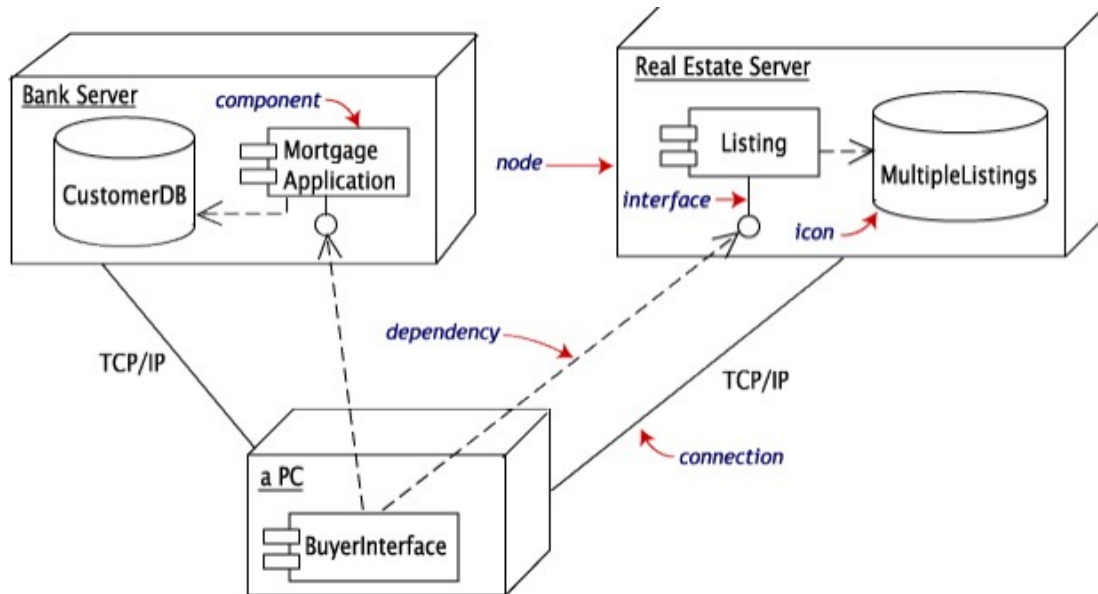 Bank Server
component
CustomerDB
Mortgage
Application
Real Estate Server
node
Listing
interface
MultipleListings
icon
dependency
TCP/IP
TCP/IP
connection
a PC
BuyerInterface